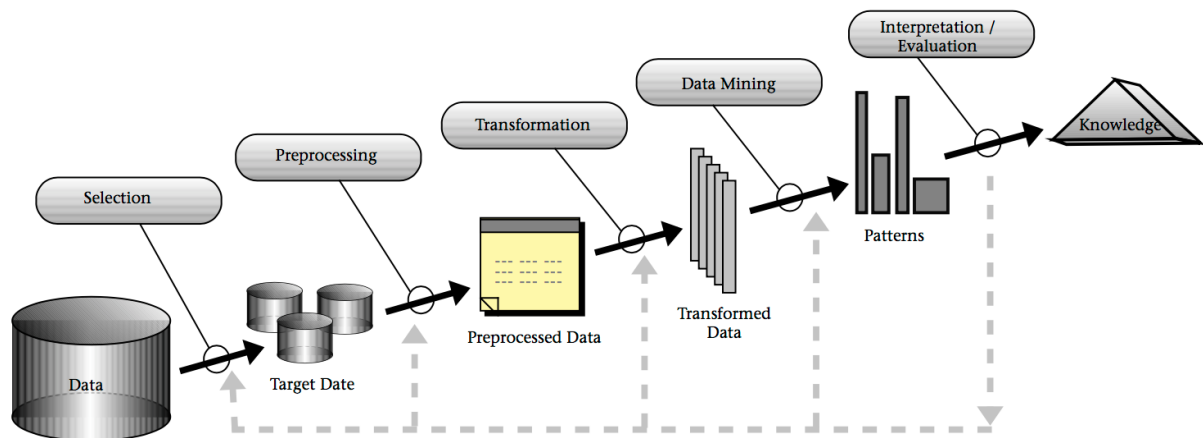 Interpretation /
Evaluation
Data Mining
Transformation
Preprocessing
Selection
Knowledge
Patterns
Transformed
Data
Preprocessed Data
Target Date
Data